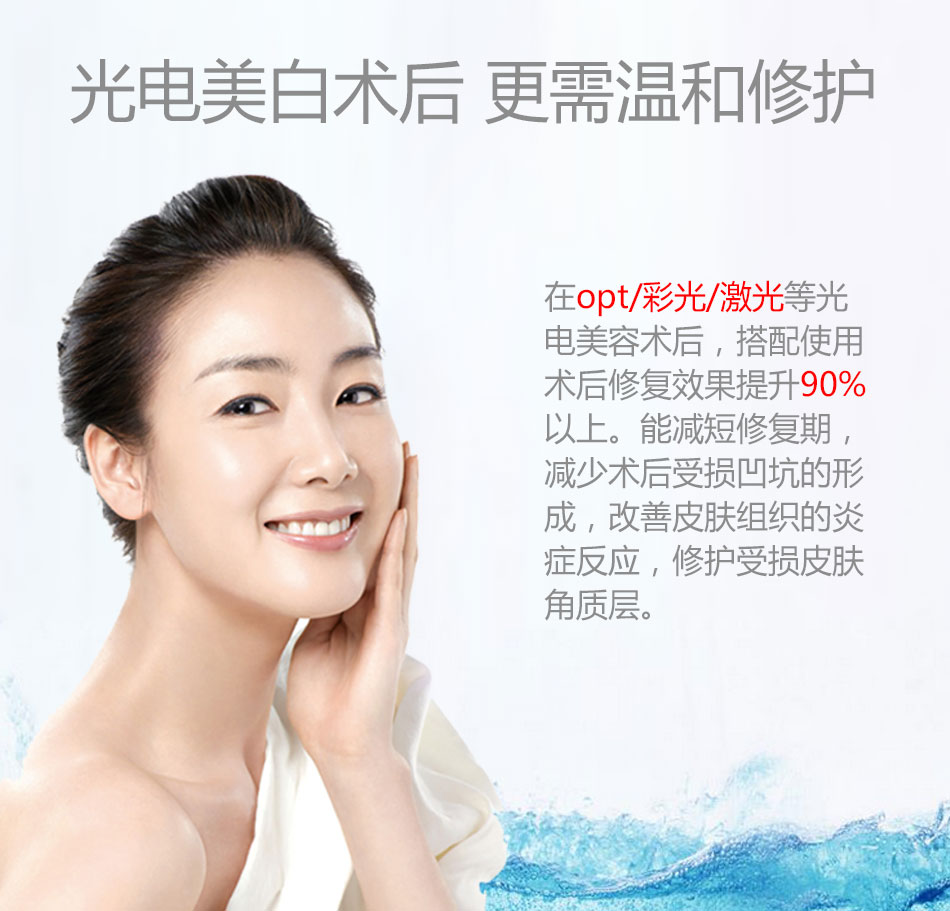 光电美白术后 更需温和修护
在opt/彩光/激光等光
电美容术后，搭配使用
术后修复效果提升90%
以上。能减短修复期，
减少术后受损凹坑的形
成，改善皮肤组织的炎
症反应，修护受损皮肤
角质层。